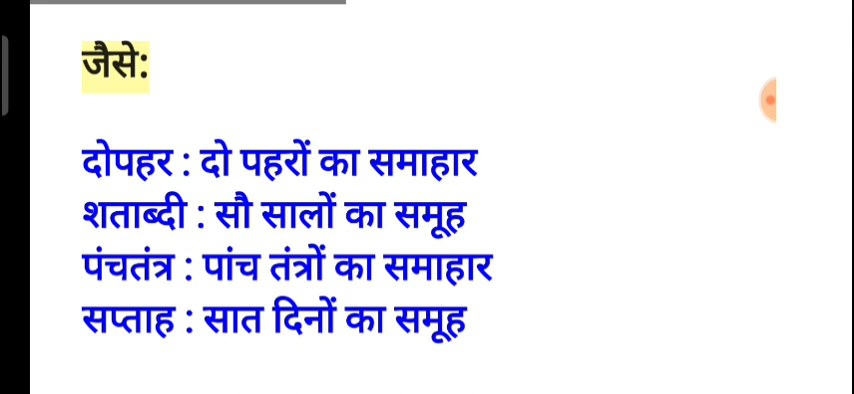 जैसे:
दोपहर : दो पहरों का समाहार
शताब्दी : सौ सालों का समूह
पंचतंत्र : पांच तंत्रों का समाहार
सप्ताह : सात दिनों का समूह